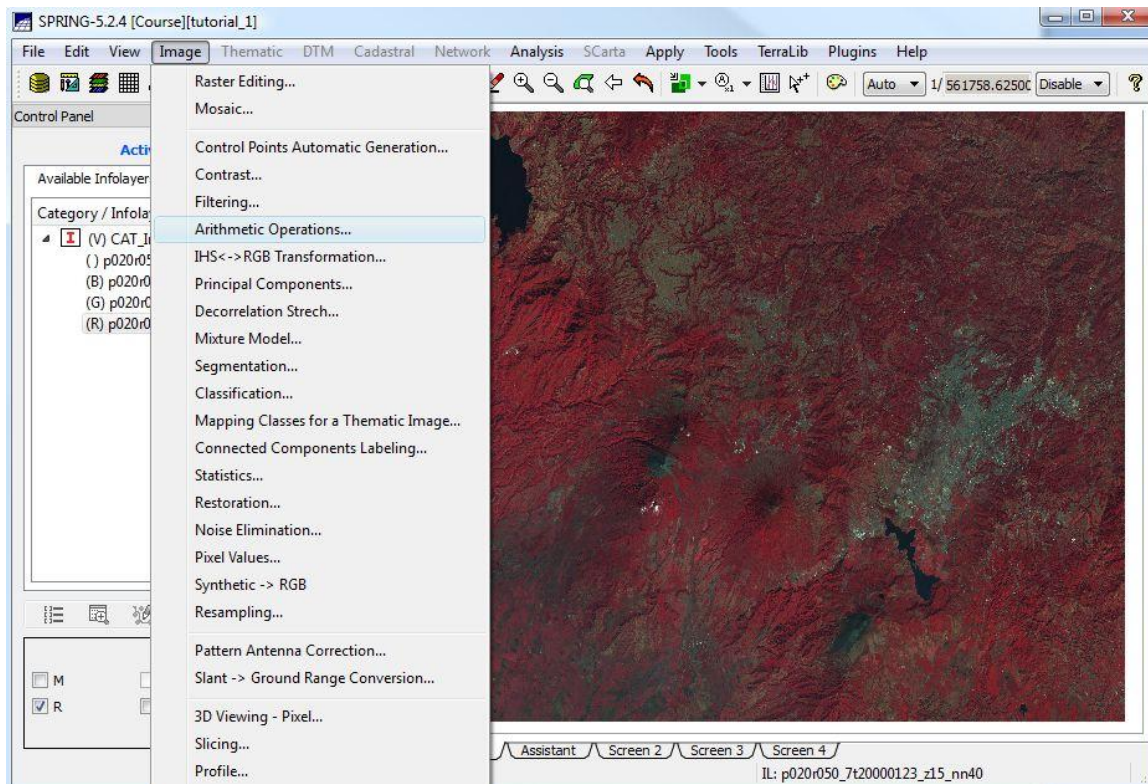 SPRING-5.2.4 [Course][tutorial_1]
File Edit View Image Thematic DTM Cadastral Network Analysis SCarta Apply Tools TerraLib Plugins Help
Auto 1/ 561758.6250 Disable
Control Panel
Acti
Available Infolayer
Category / Infola
(V) CAT_I
( ) p020r05
(B) p020r0
(G) p020r0
(R) p020r0
M
R
Raster Editing...
Mosaic...
Control Points Automatic Generation...
Contrast...
Filtering...
Arithmetic Operations...
IHS<->RGB Transformation...
Principal Components...
Decorrelation Strech...
Mixture Model...
Segmentation...
Classification...
Mapping Classes for a Thematic Image...
Connected Components Labeling...
Statistics...
Restoration...
Noise Elimination...
Pixel Values...
Synthetic -> RGB
Resampling...
Pattern Antenna Correction...
Slant -> Ground Range Conversion...
3D Viewing - Pixel...
Slicing...
Profile...
Assistant Screen 2 Screen 3 Screen 4
IL: p020r050_7t20000123_z15_nn40